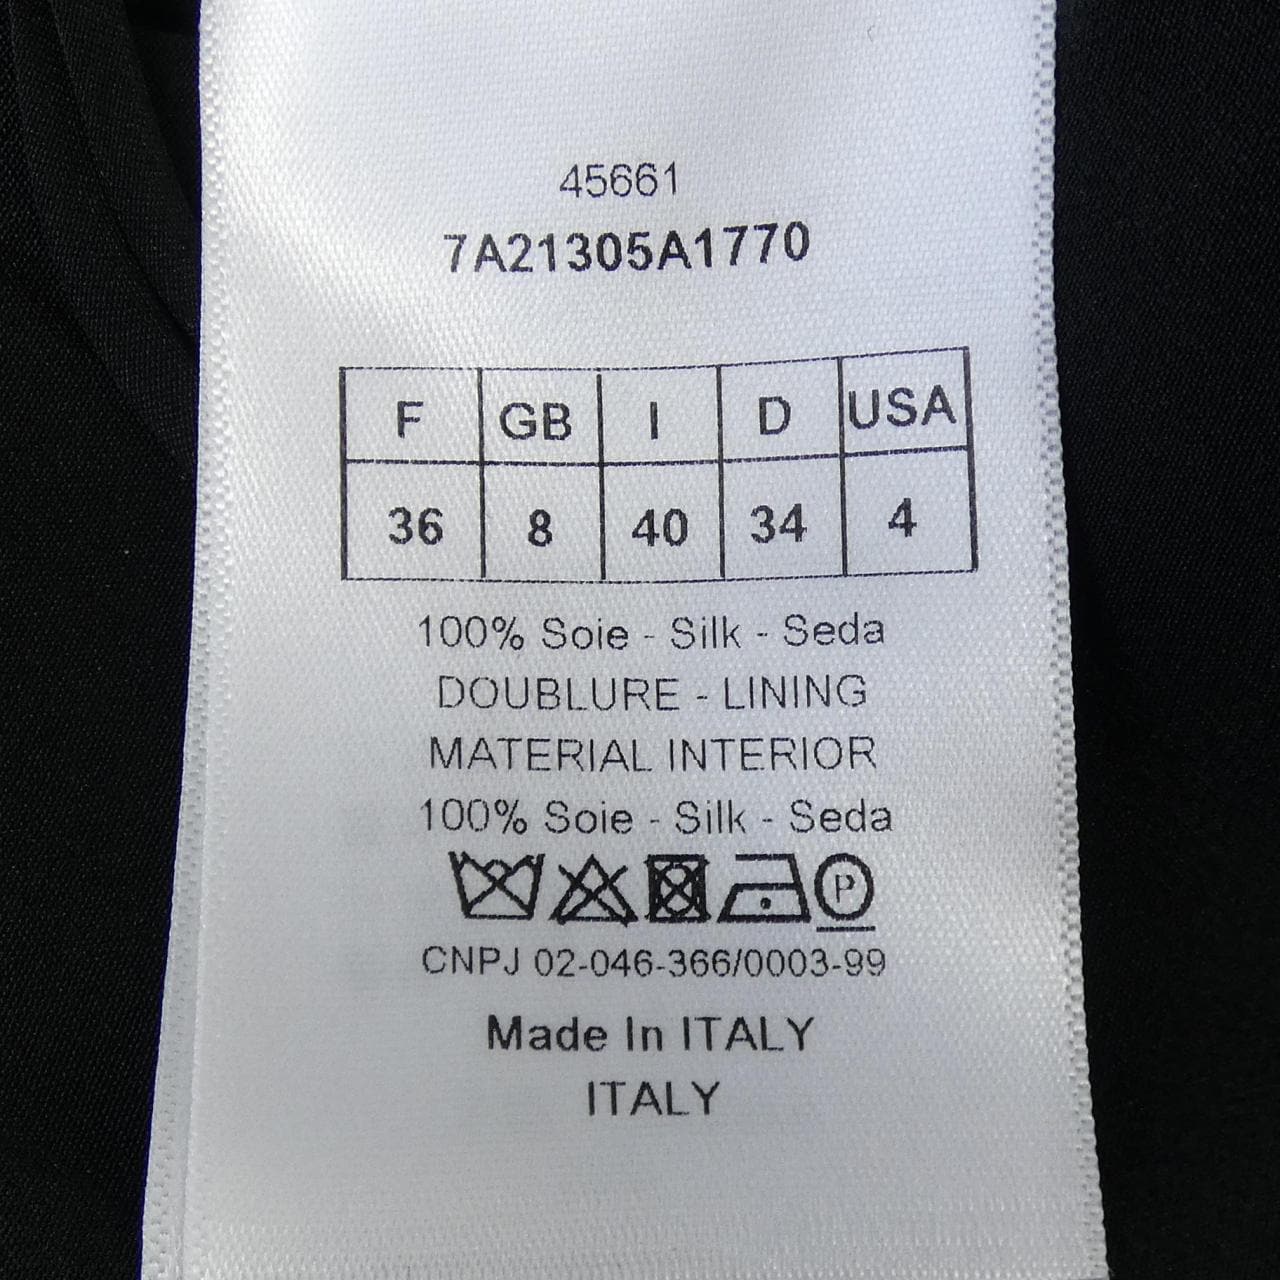 45661
7A21305A1770
F GB I D USA
36 8 40 34 4
100% Soie - Silk - Seda
DOUBLURE - LINING
MATERIAL INTERIOR
100% Soie - Silk - Seda
P
CNPJ 02-046-366/0003-99
Made In ITALY
ITALY